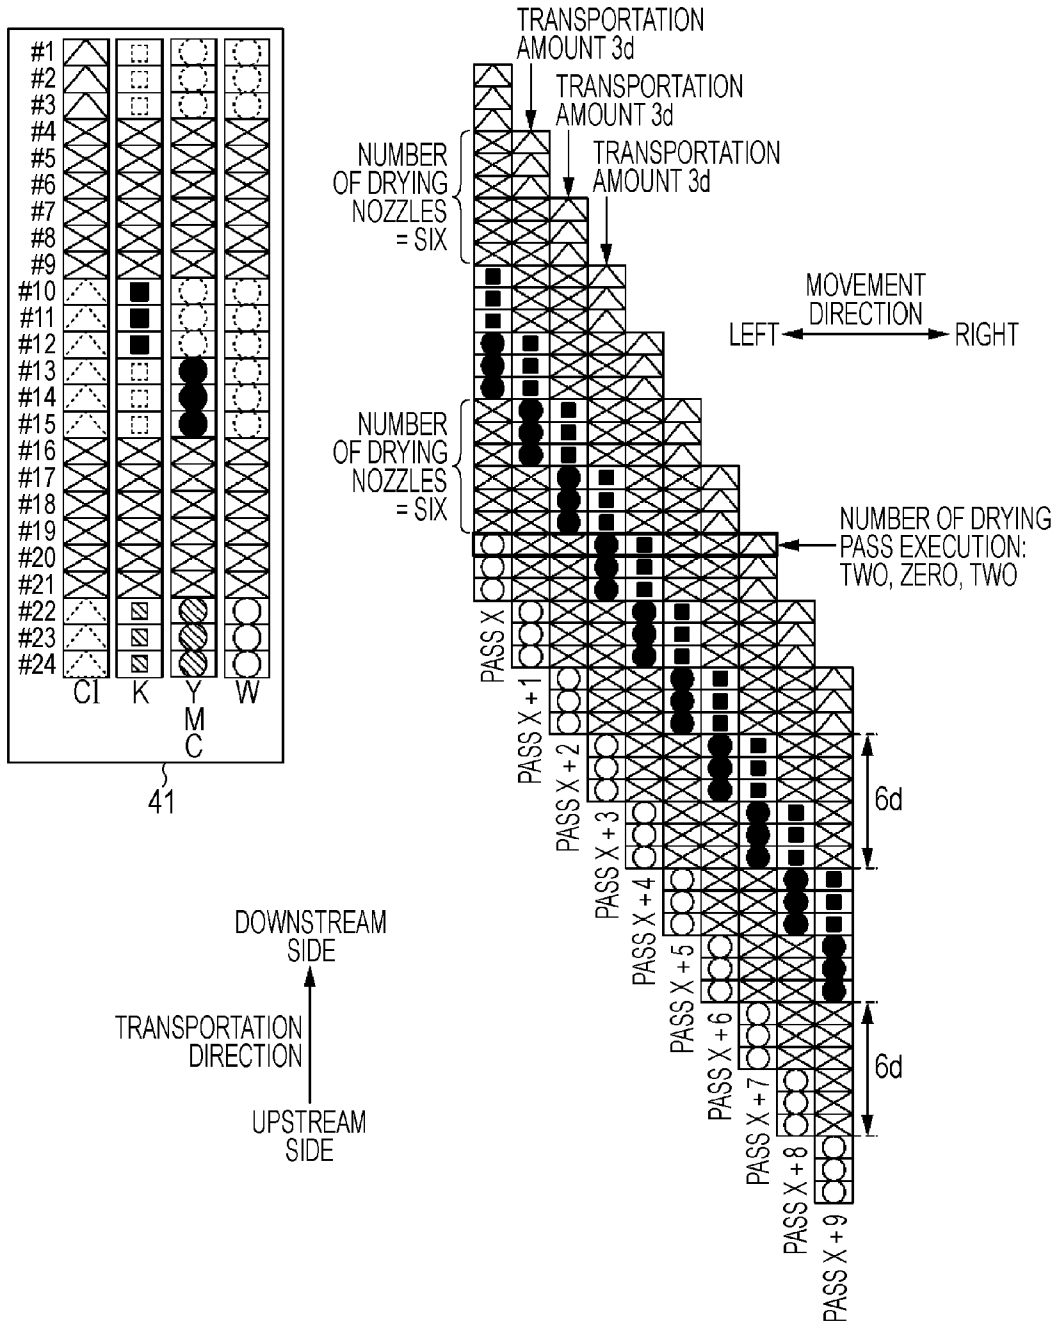 #1
#2
#3
#4
#5
#6
#7
#8
#9
#10
#11
#12
#13
#14
#15
#16
#17
#18
#19
#20
#21
#22
#23
#24
CI K Y W
M
C
41
TRANSPORTATION
AMOUNT 3d
TRANSPORTATION
AMOUNT 3d
TRANSPORTATION
AMOUNT 3d
NUMBER
OF DRYING
NOZZLES
= SIX
MOVEMENT
DIRECTION
LEFT
RIGHT
NUMBER
OF DRYING
NOZZLES
= SIX
NUMBER OF DRYING
PASS EXECUTION:
TWO, ZERO, TWO
PASS X
PASS X + 1
PASS X + 2
PASS X + 3
PASS X + 4
PASS X + 5
PASS X + 6
PASS X + 7
PASS X + 8
PASS X + 9
6d
6d
DOWNSTREAM
SIDE
TRANSPORTATION
DIRECTION
UPSTREAM
SIDE